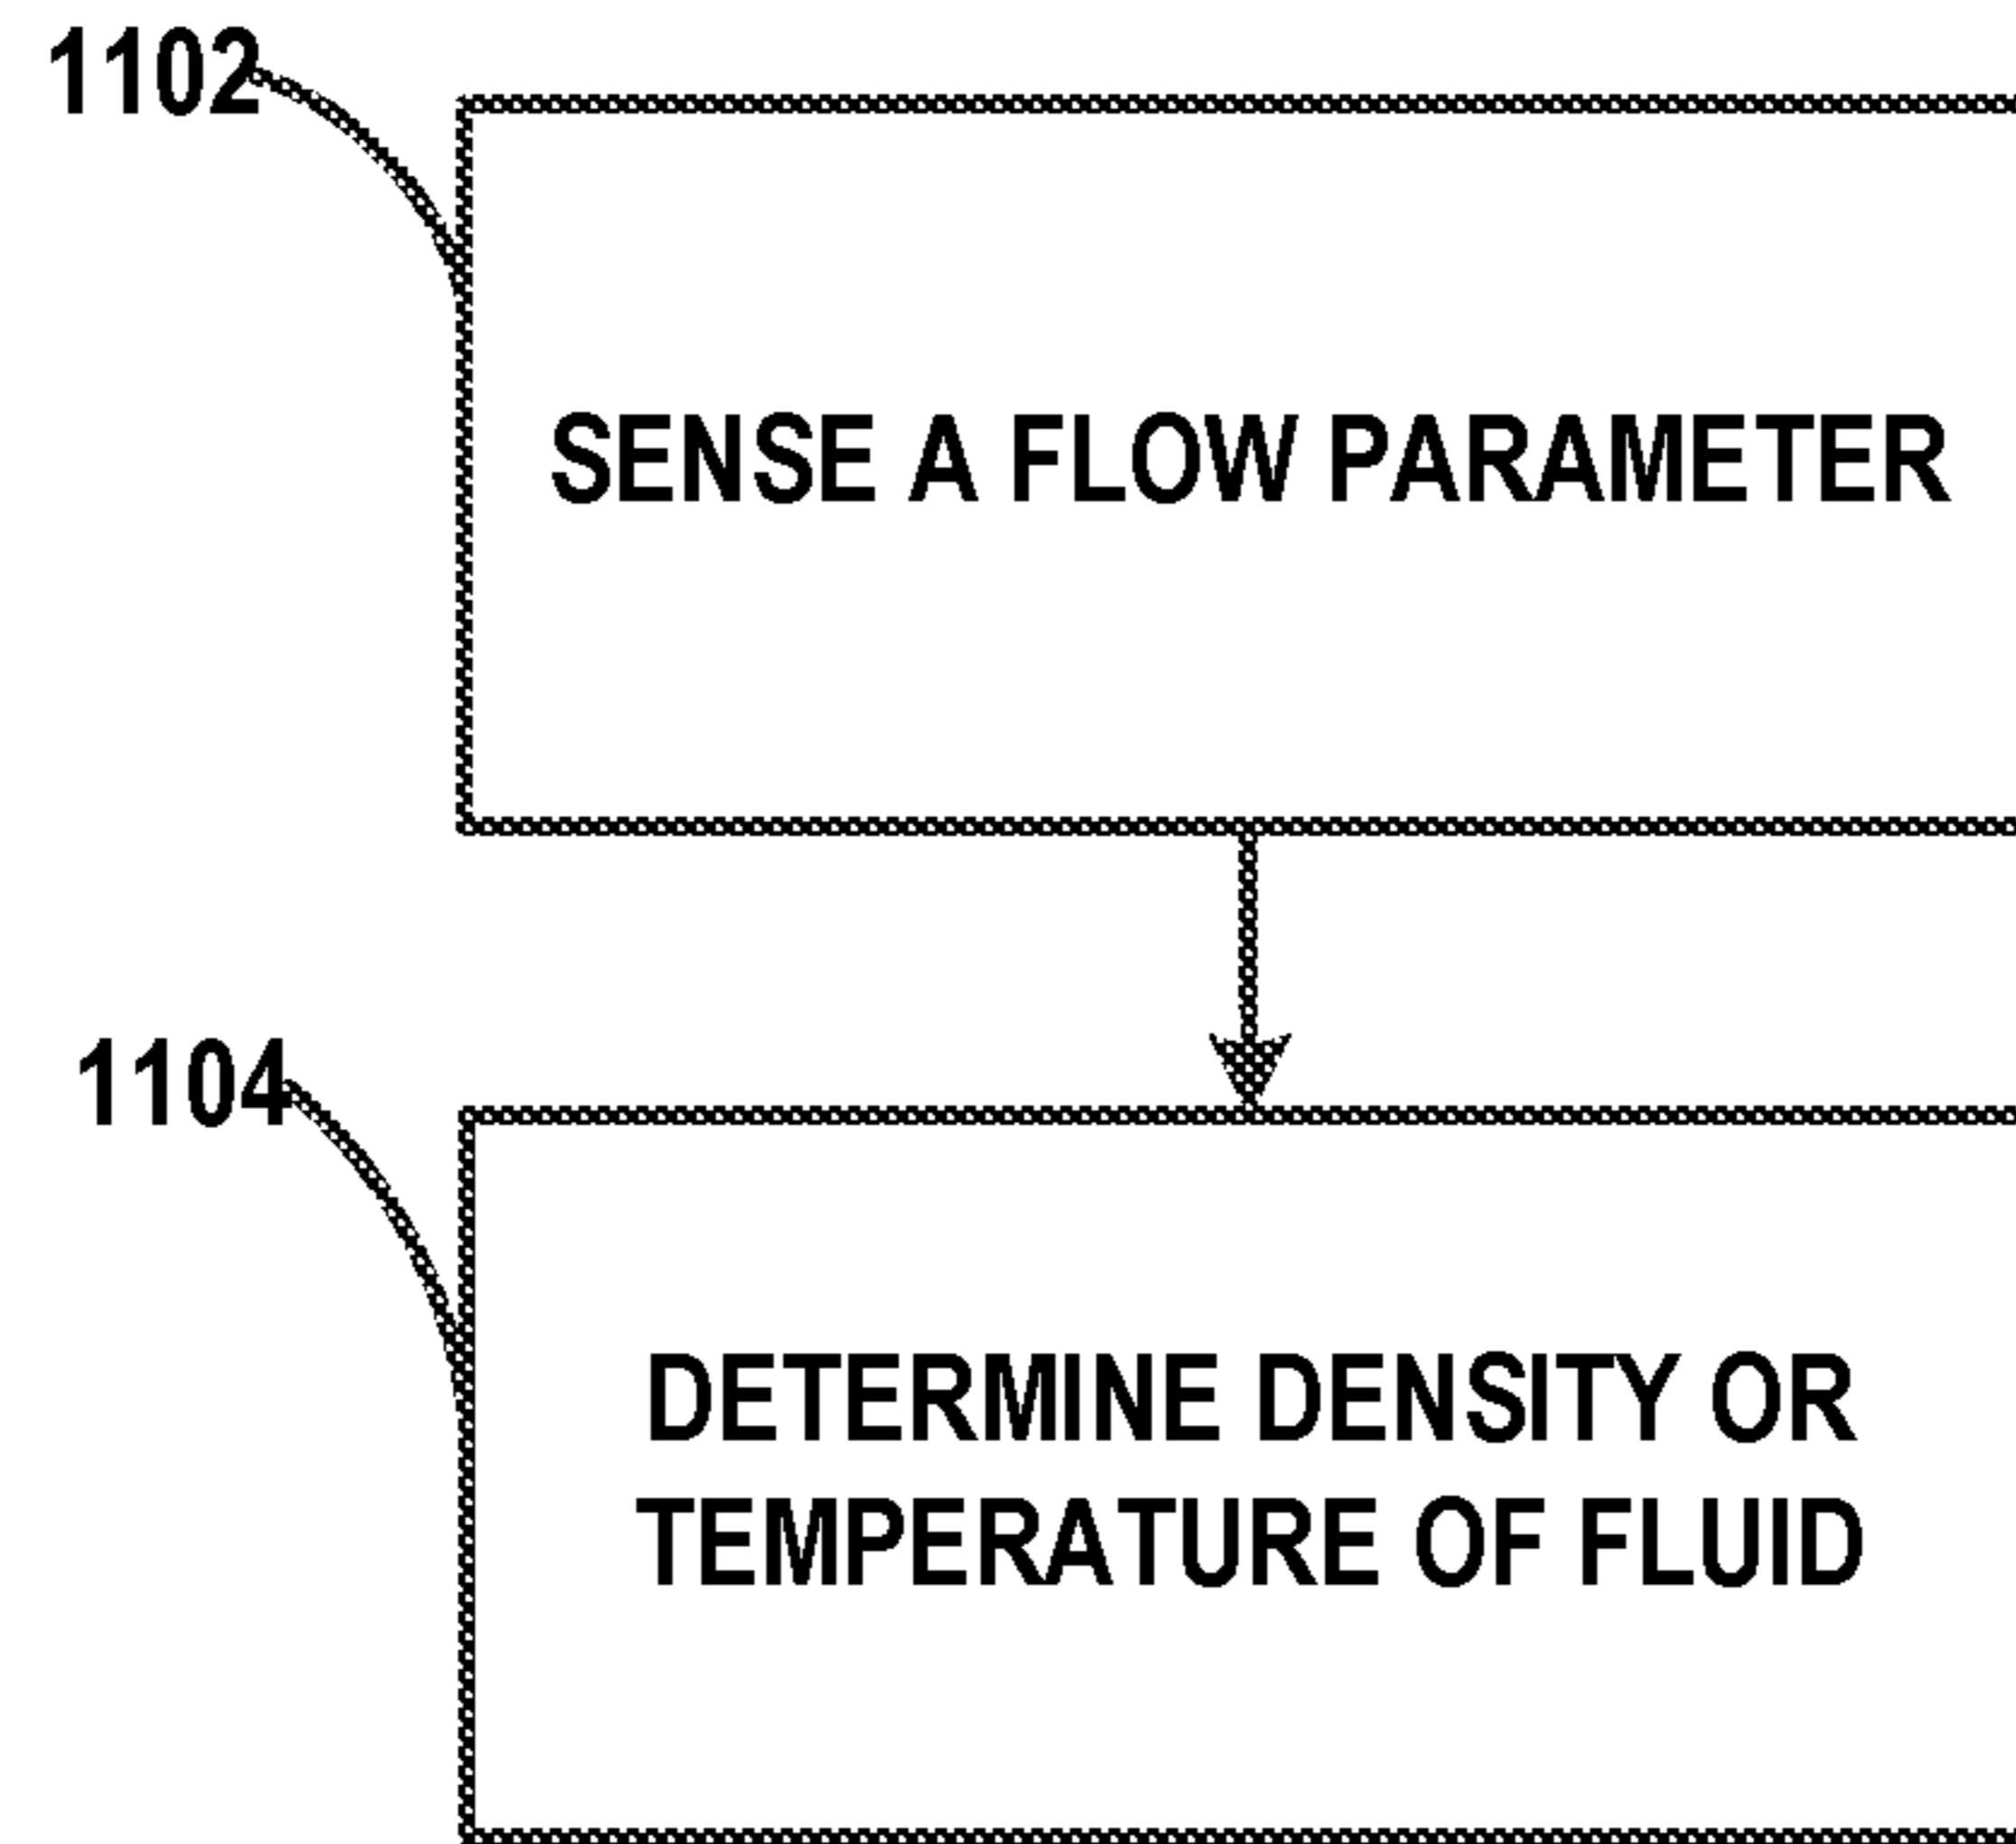 1102
SENSE A FLOW PARAMETER
1104
DETERMINE DENSITY OR
TEMPERATURE OF FLUID